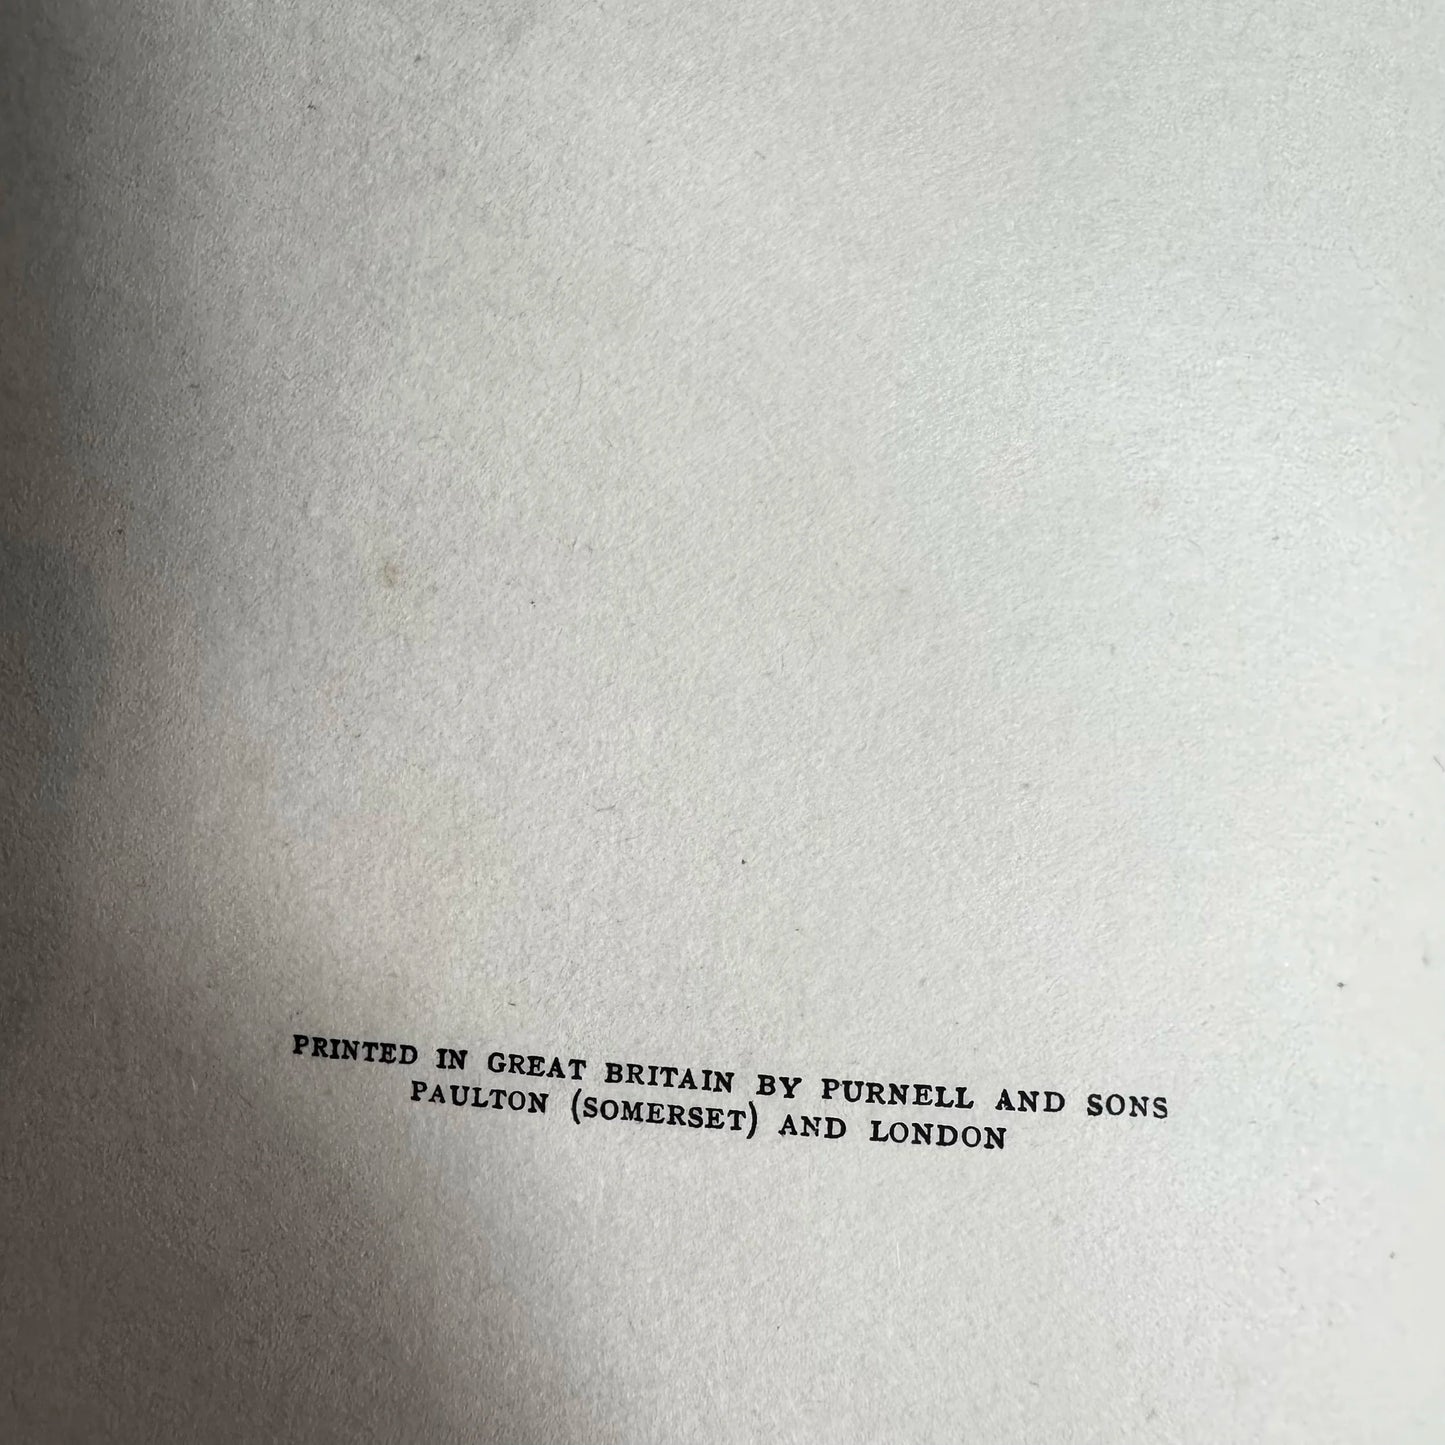 PRINTED IN GREAT BRITAIN BY PURNELL AND SONS
PAULTON (SOMERSET) AND LONDON